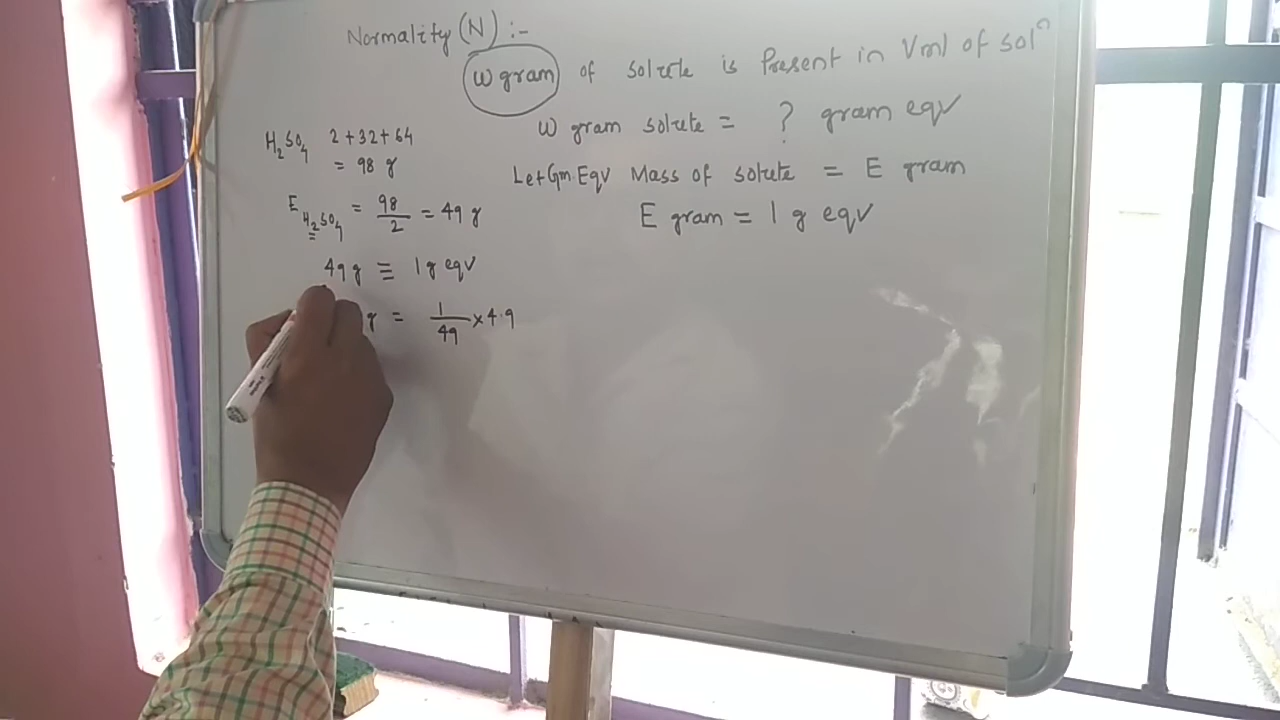 Normality (N) :-
w gram of solute is Present in Vml of solⁿ
w gram solute = ? gram eqv
Let Gm.Eqv Mass of solute = E gram
E gram = 1 g eqv
H₂SO₄ 2+32+64
= 98 g
E H₂SO₄ = 98/2 = 49 g
49 g ≡ 1 g eqv
g = 1/49 × 4.9